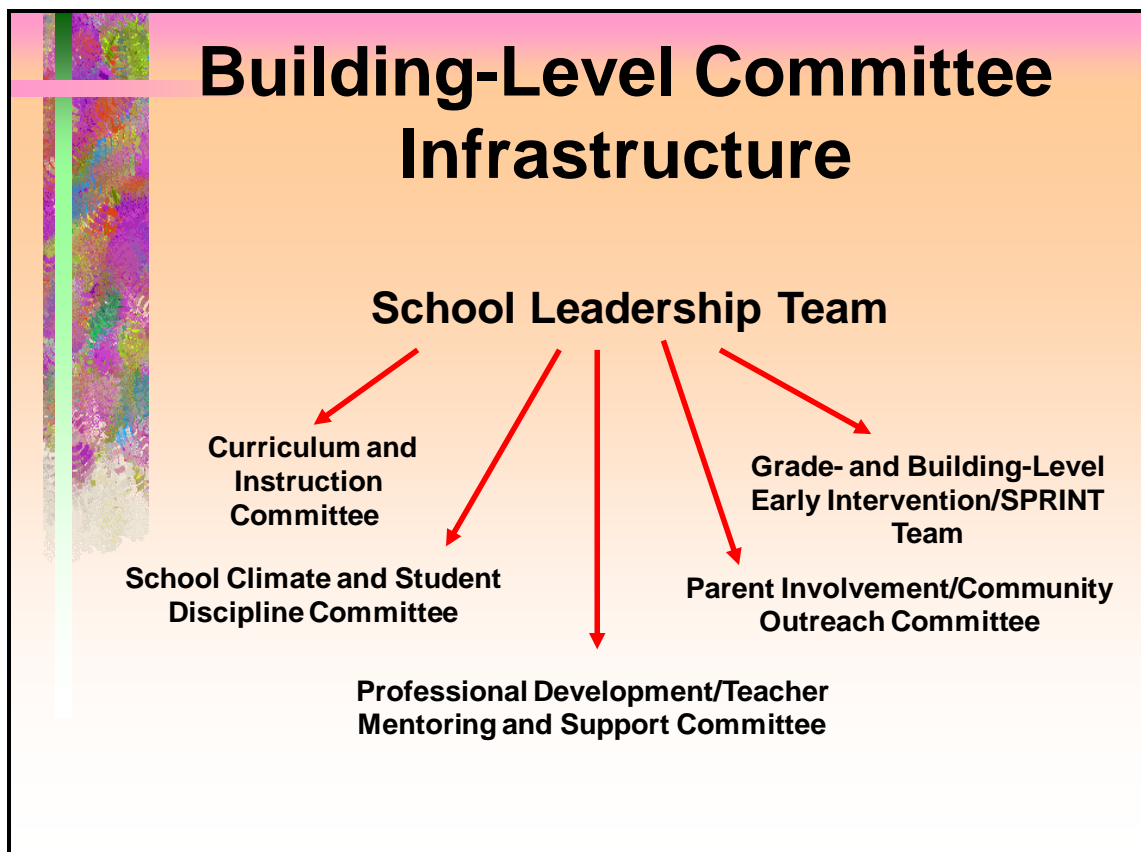 Building-Level Committee
Infrastructure
School Leadership Team
Curriculum and
Instruction
Committee
Grade- and Building-Level
Early Intervention/SPRINT
Team
School Climate and Student
Discipline Committee
Parent Involvement/Community
Outreach Committee
Professional Development/Teacher
Mentoring and Support Committee